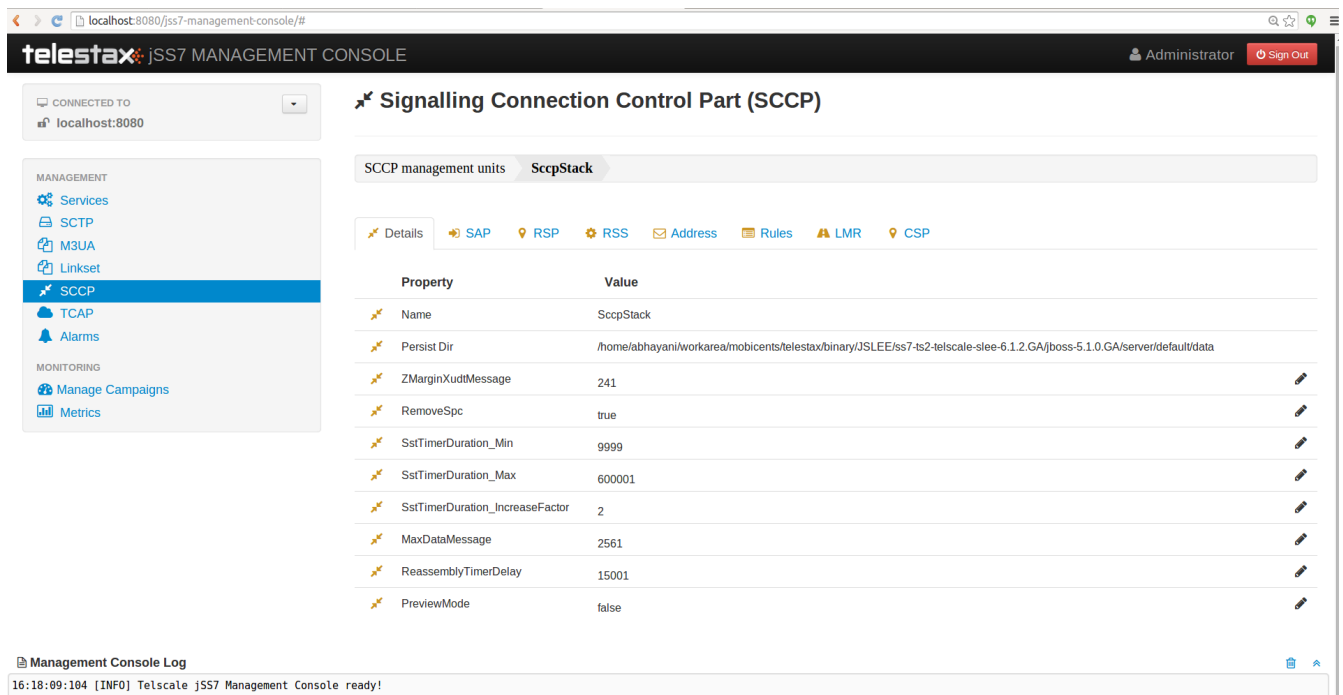 localhost:8080/jss7-management-console/#
telestax jSS7 MANAGEMENT CONSOLE
Administrator
Sign Out
CONNECTED TO
localhost:8080
MANAGEMENT
Services
SCTP
M3UA
Linkset
SCCP
TCAP
Alarms
MONITORING
Manage Campaigns
Metrics
Signalling Connection Control Part (SCCP)
SCCP management units SccpStack
Details SAP RSP RSS Address Rules LMR CSP
Property Value
Name SccpStack
Persist Dir /home/abhayani/workarea/mobicents/telestax/binary/JSLEE/ss7-ts2-telscale-slee-6.1.2.GA/jboss-5.1.0.GA/server/default/data
ZMarginXudtMessage 241
RemoveSpc true
SstTimerDuration_Min 9999
SstTimerDuration_Max 600001
SstTimerDuration_IncreaseFactor 2
MaxDataMessage 2561
ReassemblyTimerDelay 15001
PreviewMode false
Management Console Log
16:18:09:104 [INFO] Telscale jSS7 Management Console ready!